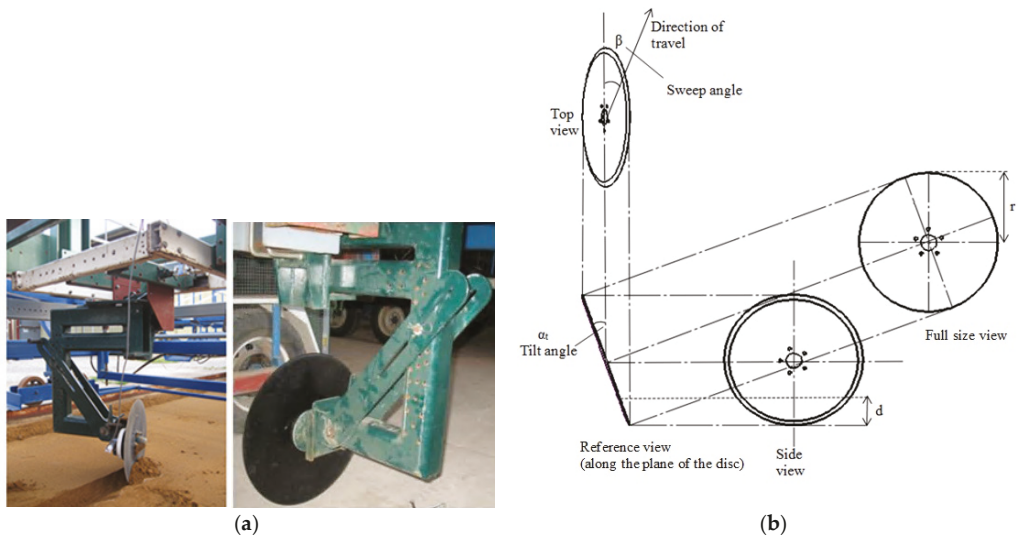 β
Direction of
travel
Sweep angle
Top
view
r
Full size view
αt
Tilt angle
d
Reference view
(along the plane of the disc)
Side
view
(a)
(b)